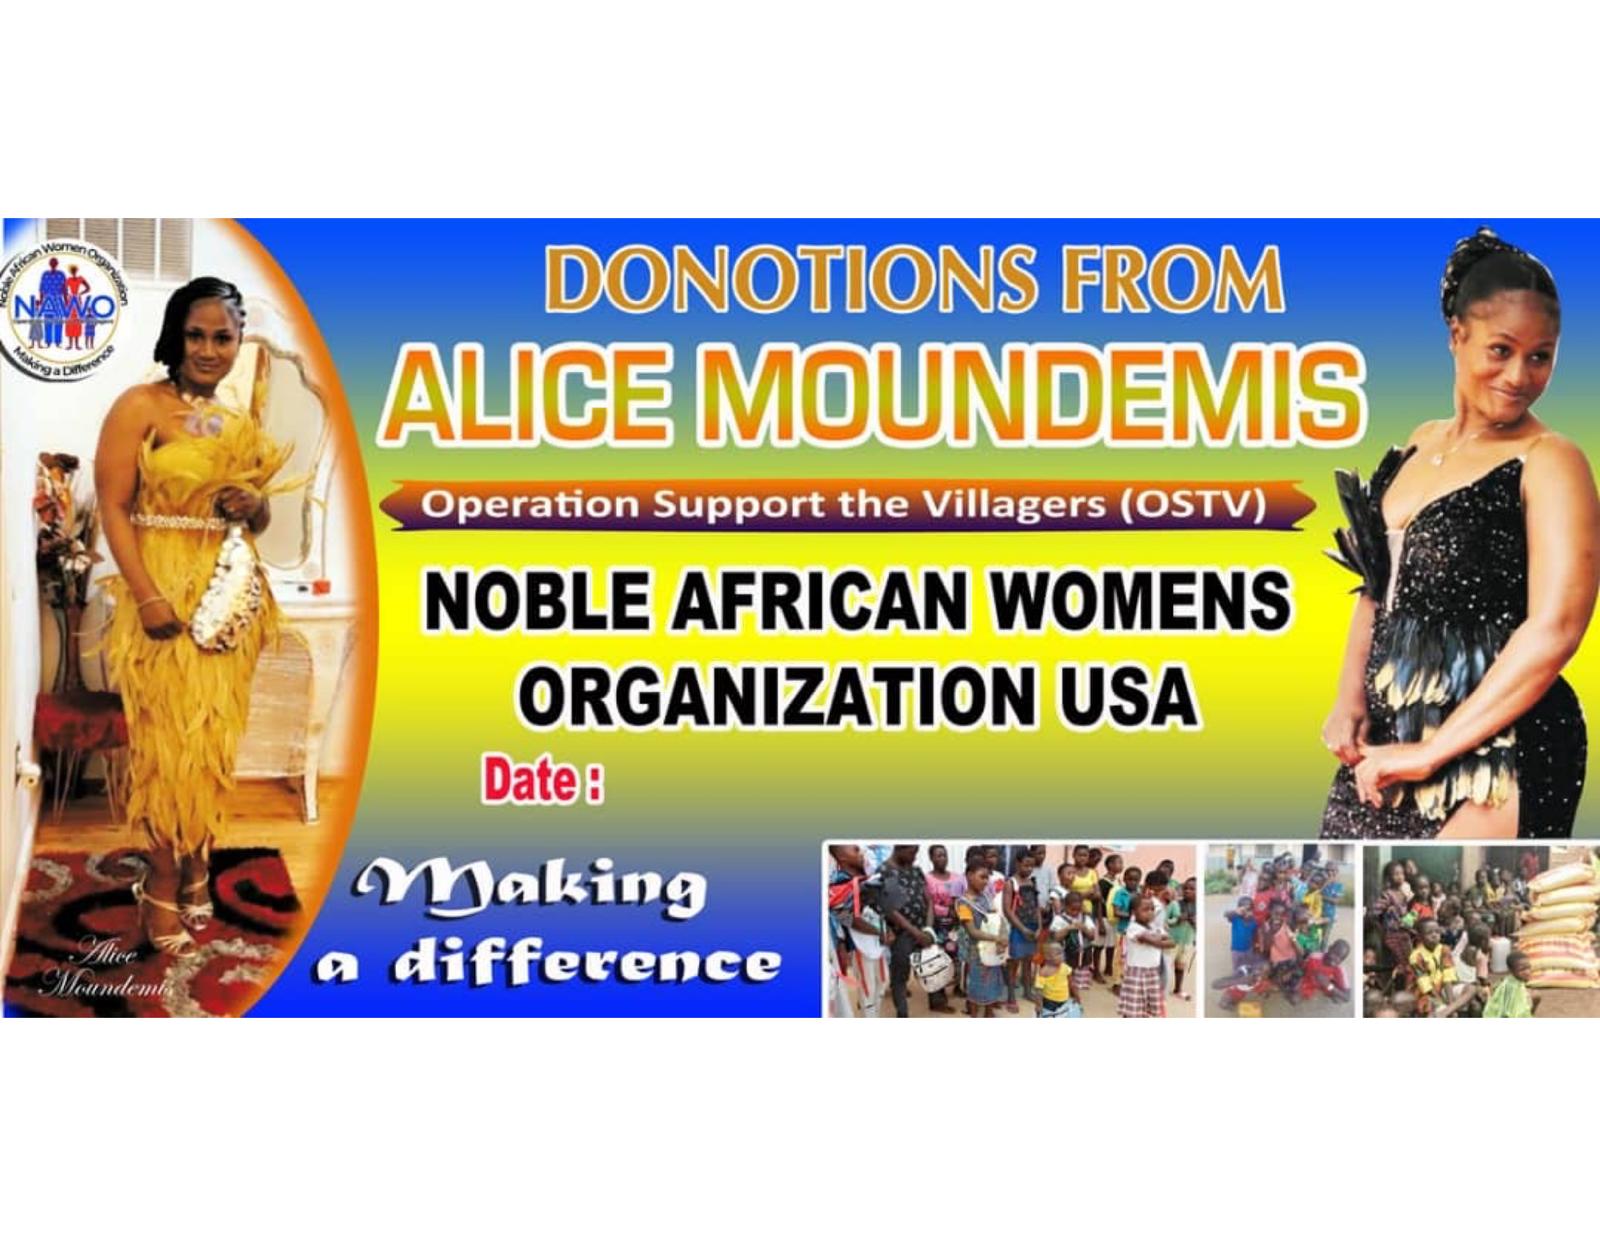 Noble African Women Organization
NAWO
Making a Difference
DONOTIONS FROM
ALICE MOUNDEMIS
Operation Support the Villagers (OSTV)
NOBLE AFRICAN WOMENS
ORGANIZATION USA
Date :
Making
a difference
Alice
Moundemis